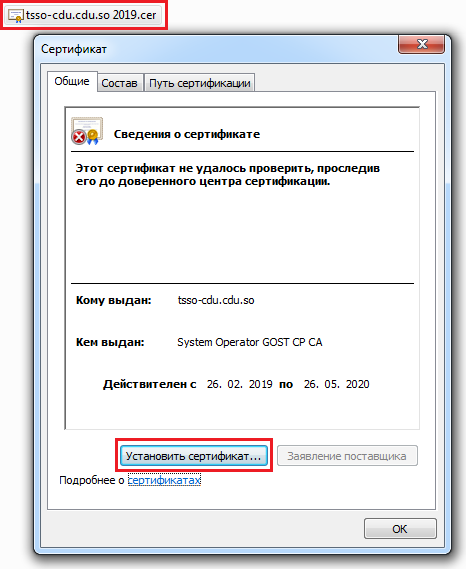 tsso-cdu.cdu.so 2019.cer
Сертификат
Общие Состав Путь сертификации
Сведения о сертификате
Этот сертификат не удалось проверить, проследив
его до доверенного центра сертификации.
Кому выдан: tsso-cdu.cdu.so
Кем выдан: System Operator GOST CP CA
Действителен с 26. 02. 2019 по 26. 05. 2020
Установить сертификат... Заявление поставщика
Подробнее о сертификатах
ОК